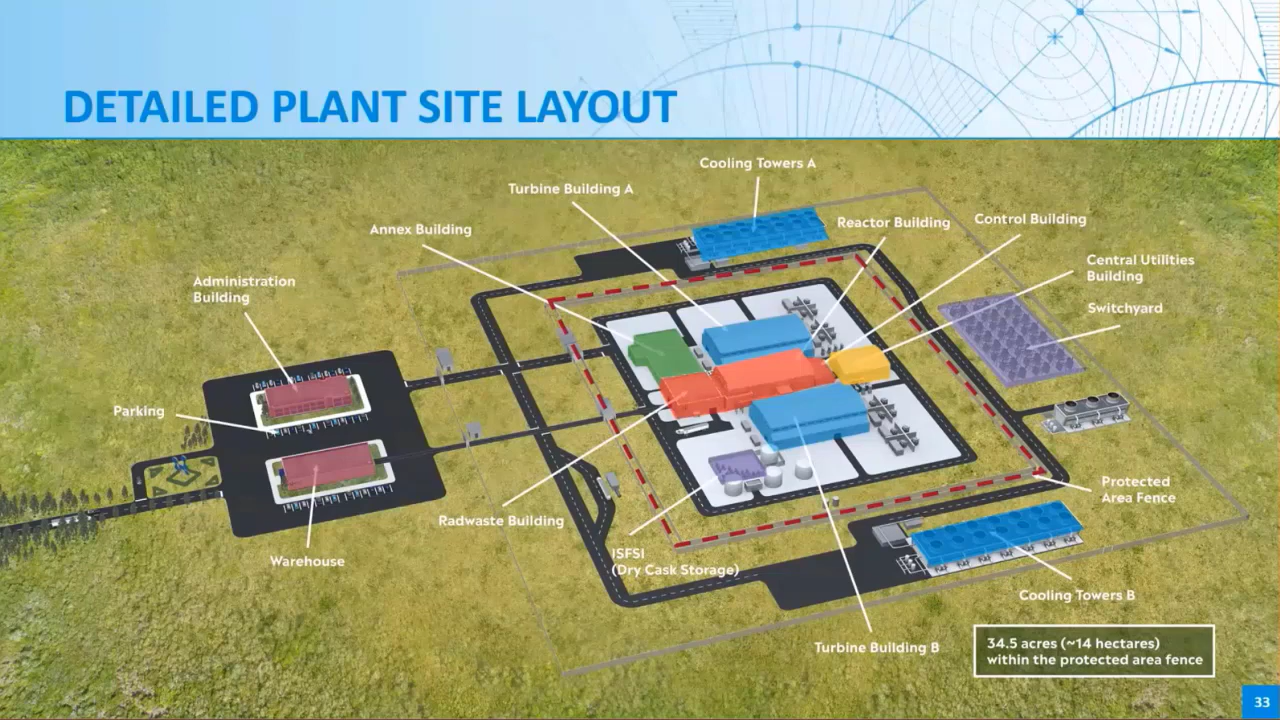 DETAILED PLANT SITE LAYOUT
Cooling Towers A
Turbine Building A
Annex Building
Reactor Building
Control Building
Central Utilities
Building
Switchyard
Administration
Building
Parking
Protected
Area Fence
Radwaste Building
Warehouse
ISFSI
(Dry Cask Storage)
Cooling Towers B
Turbine Building B
34.5 acres (~14 hectares)
within the protected area fence
33